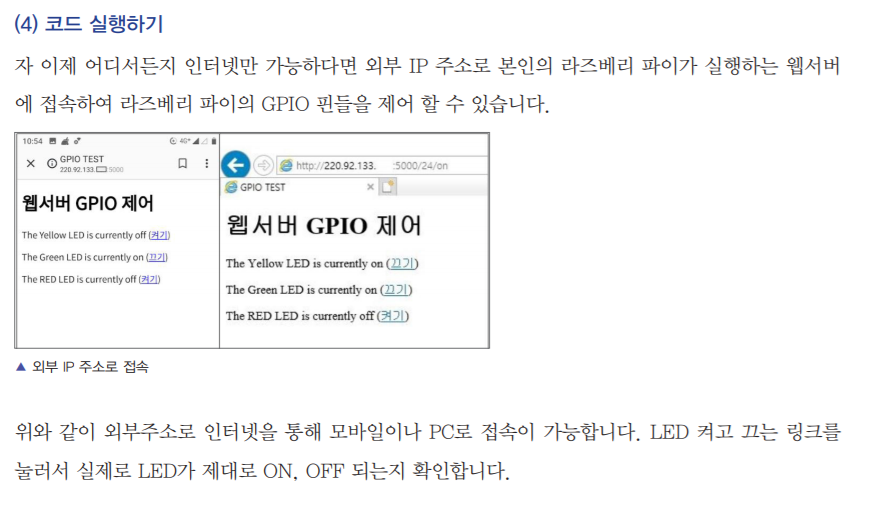 (4) 코드 실행하기
자 이제 어디서든지 인터넷만 가능하다면 외부 IP 주소로 본인의 라즈베리 파이가 실행하는 웹서버
에 접속하여 라즈베리 파이의 GPIO 핀들을 제어 할 수 있습니다.
10:54
GPIO TEST
220.92.133. :5000
웹서버 GPIO 제어
The Yellow LED is currently off (켜기)
The Green LED is currently on (끄기)
The RED LED is currently off (켜기)
http://220.92.133. :5000/24/on
GPIO TEST
웹서버 GPIO 제어
The Yellow LED is currently on (끄기)
The Green LED is currently on (끄기)
The RED LED is currently off (켜기)
▲ 외부 IP 주소로 접속
위와 같이 외부주소로 인터넷을 통해 모바일이나 PC로 접속이 가능합니다. LED 켜고 끄는 링크를
눌러서 실제로 LED가 제대로 ON, OFF 되는지 확인합니다.